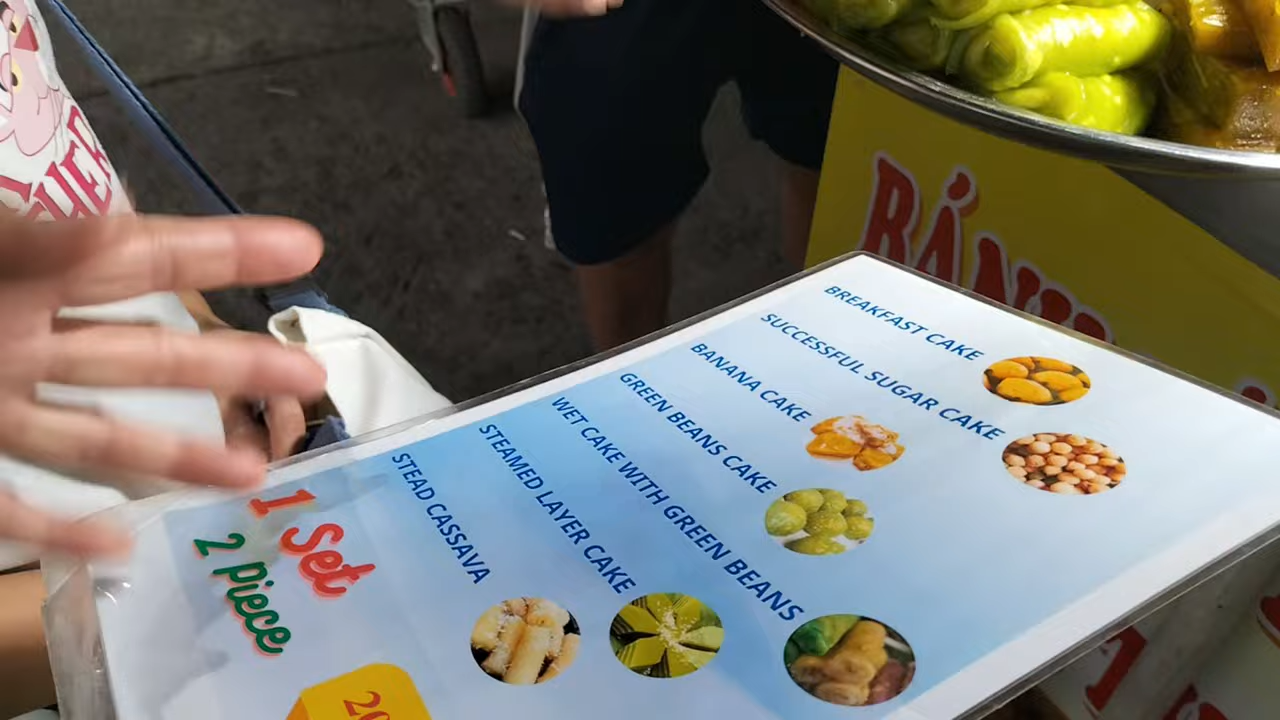 BREAKFAST CAKE
SUCCESSFUL SUGAR CAKE
BANANA CAKE
GREEN BEANS CAKE
WET CAKE WITH GREEN BEANS
STEAMED LAYER CAKE
STEAD CASSAVA
1 Set
2 Piece
BÁNH